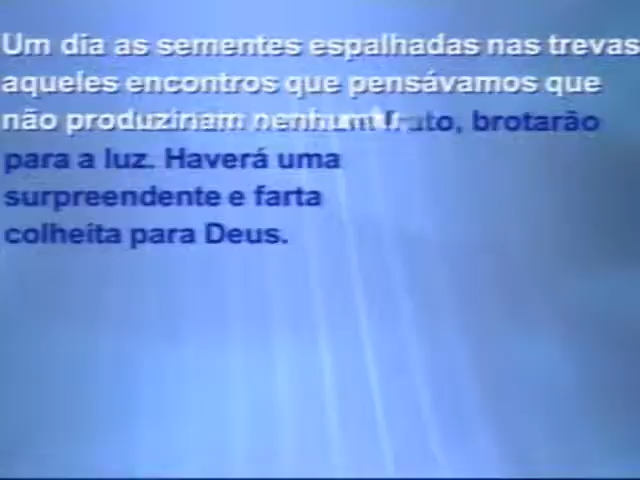 Um dia as sementes espalhadas nas trevas
aqueles encontros que pensávamos que
não produziriam nenhum fruto, brotarão
para a luz. Haverá uma
surpreendente e farta
colheita para Deus.